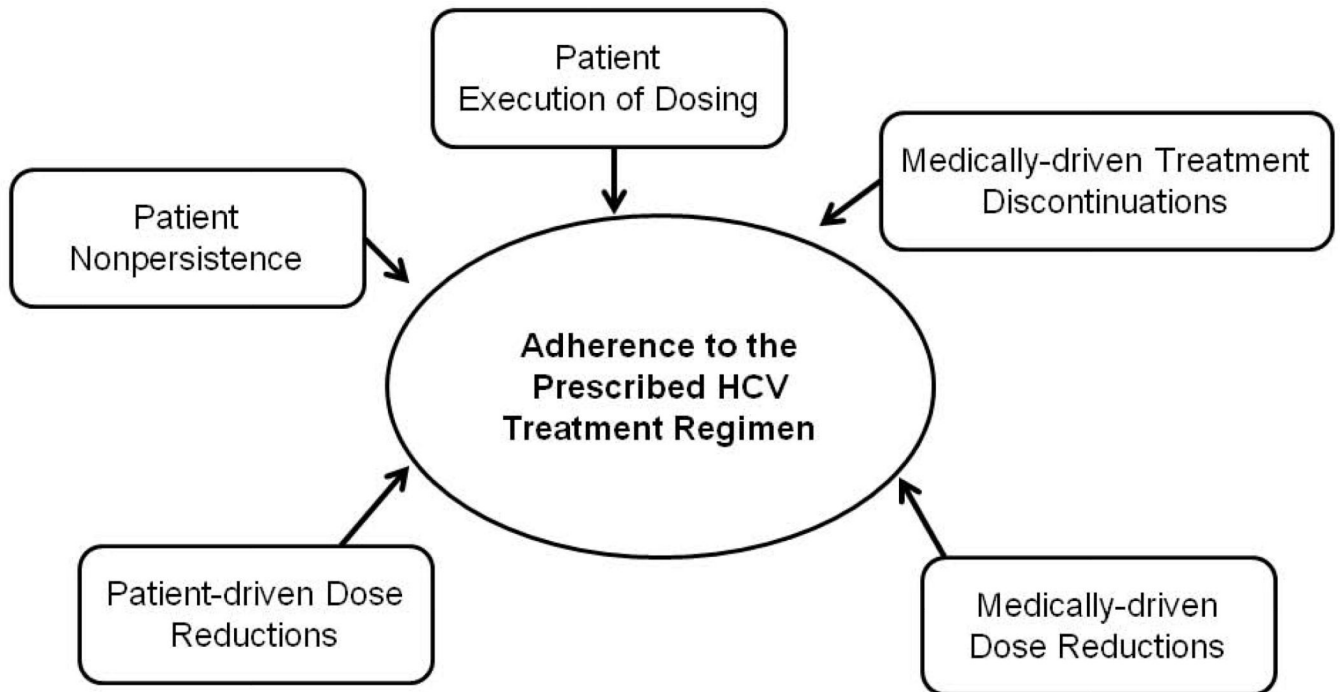 Patient
Execution of Dosing
Medically-driven Treatment
Discontinuations
Patient
Nonpersistence
Adherence to the
Prescribed HCV
Treatment Regimen
Patient-driven Dose
Reductions
Medically-driven
Dose Reductions